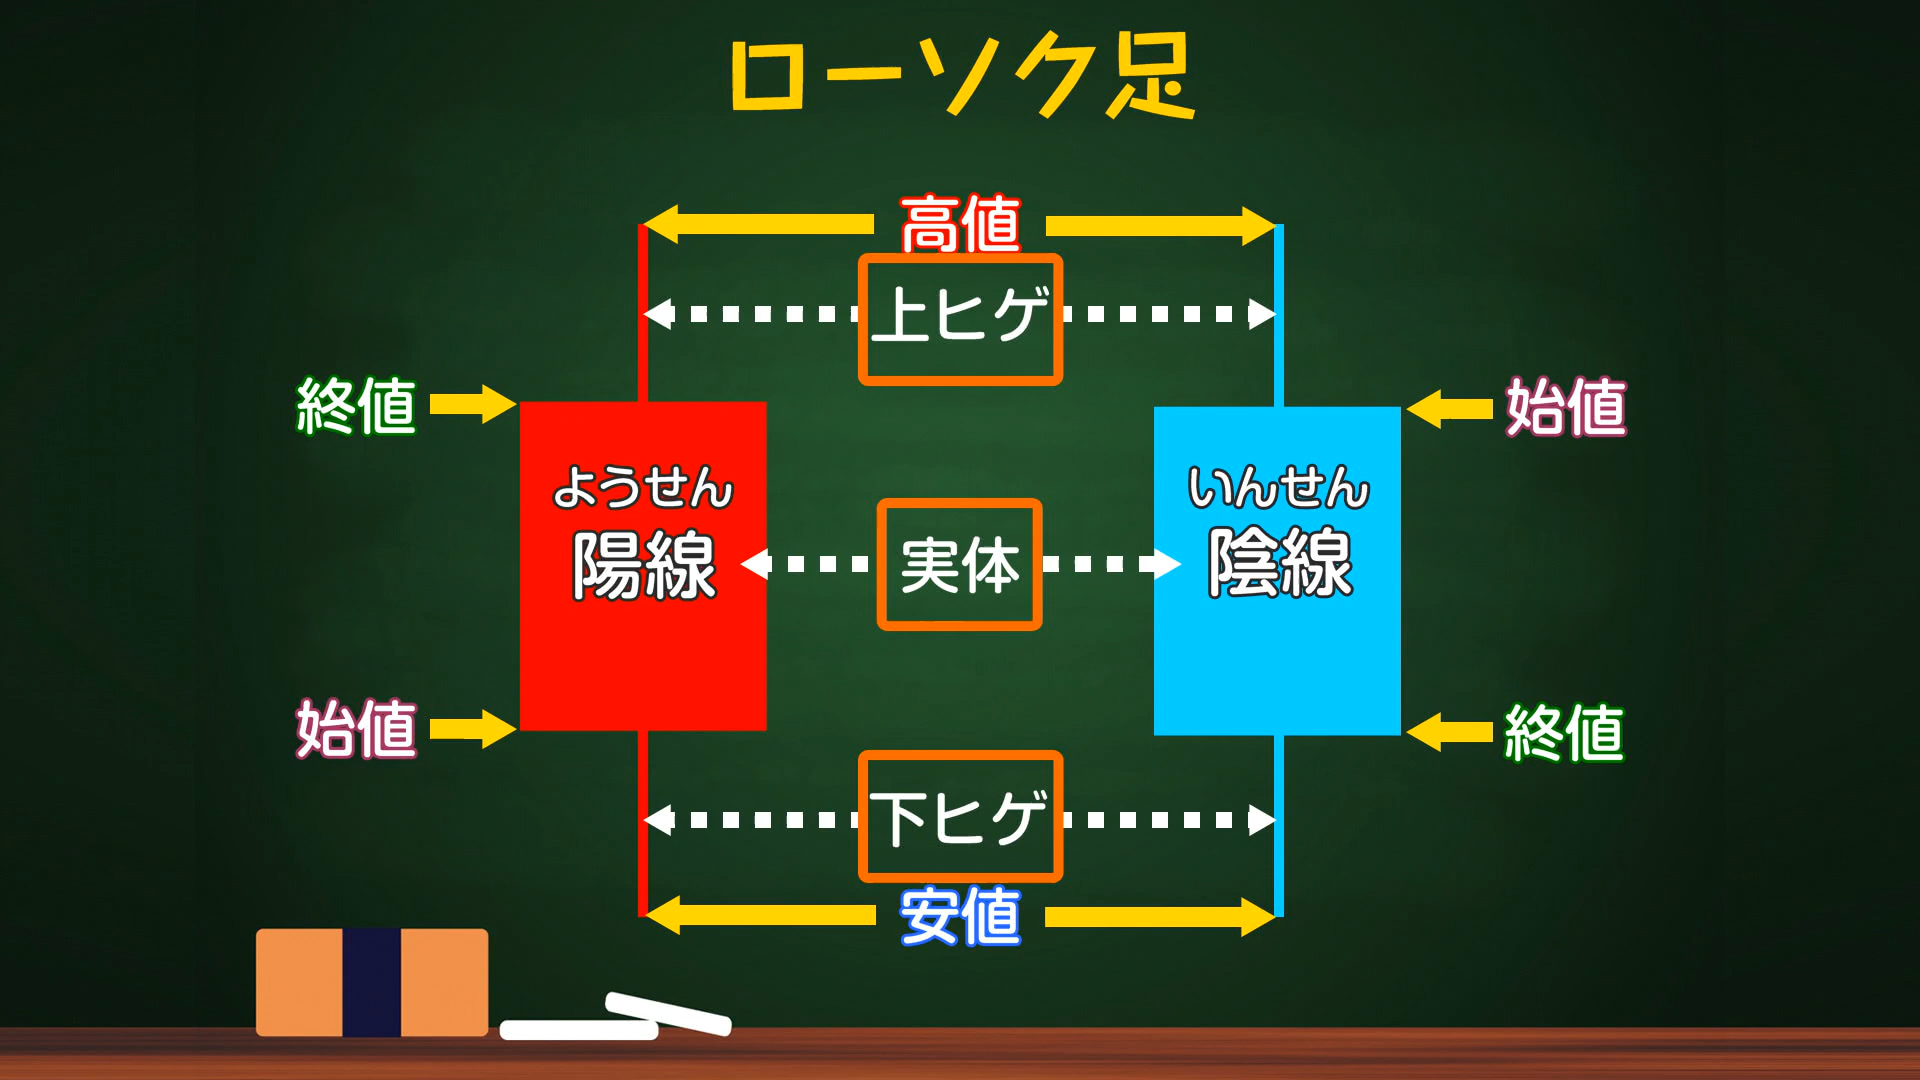 ローソク足
高値
上ヒゲ
終値
始値
ようせん
陽線
いんせん
陰線
実体
始値
終値
下ヒゲ
安値